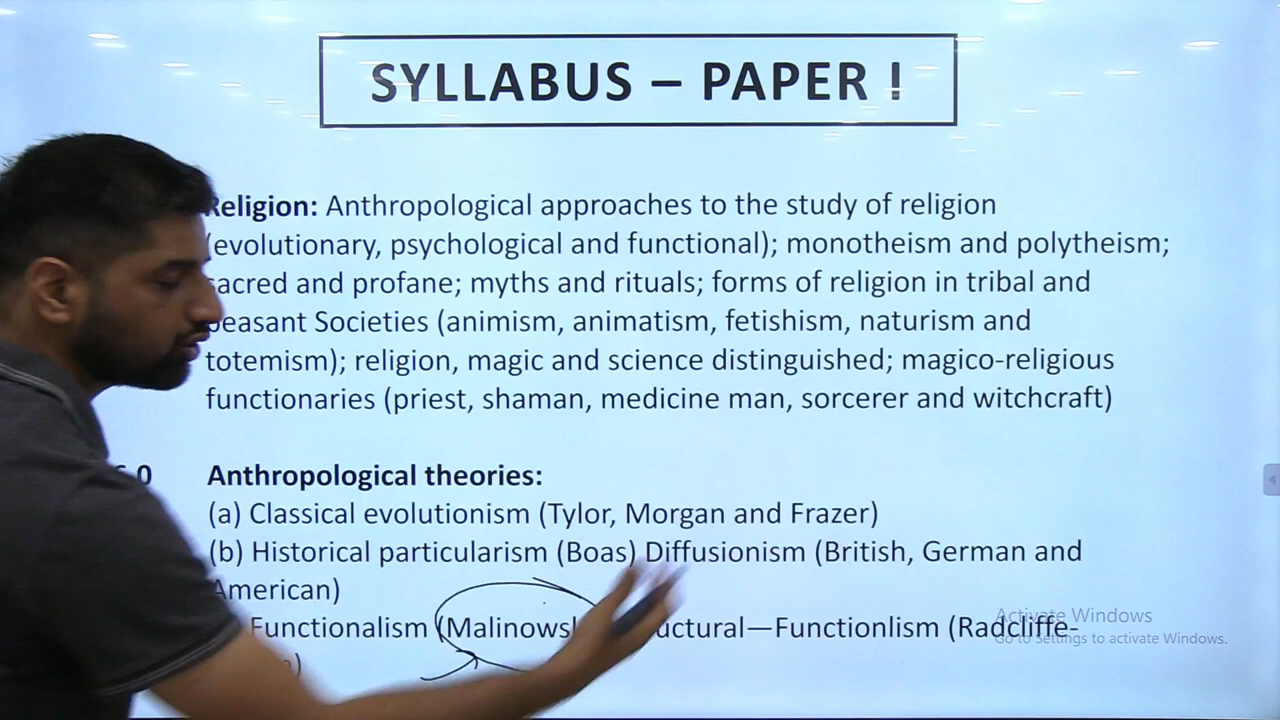 SYLLABUS – PAPER I
Religion: Anthropological approaches to the study of religion
(evolutionary, psychological and functional); monotheism and polytheism;
sacred and profane; myths and rituals; forms of religion in tribal and
peasant Societies (animism, animatism, fetishism, naturism and
totemism); religion, magic and science distinguished; magico-religious
functionaries (priest, shaman, medicine man, sorcerer and witchcraft)
Anthropological theories:
(a) Classical evolutionism (Tylor, Morgan and Frazer)
(b) Historical particularism (Boas) Diffusionism (British, German and
American)
Functionalism (Malinows uctural—Functionlism (Radcliffe-
Activate Windows
Go to Settings to activate Windows.